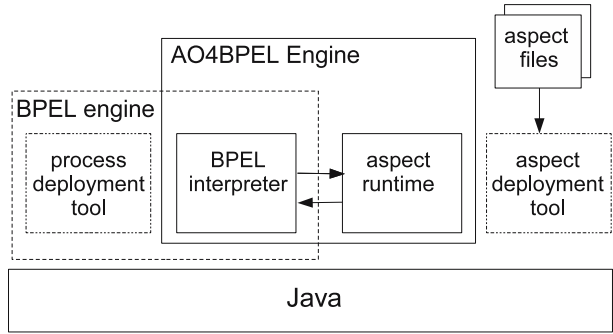 AO4BPEL Engine
aspect
files
BPEL engine
process
deployment
tool
BPEL
interpreter
aspect
runtime
aspect
deployment
tool
Java